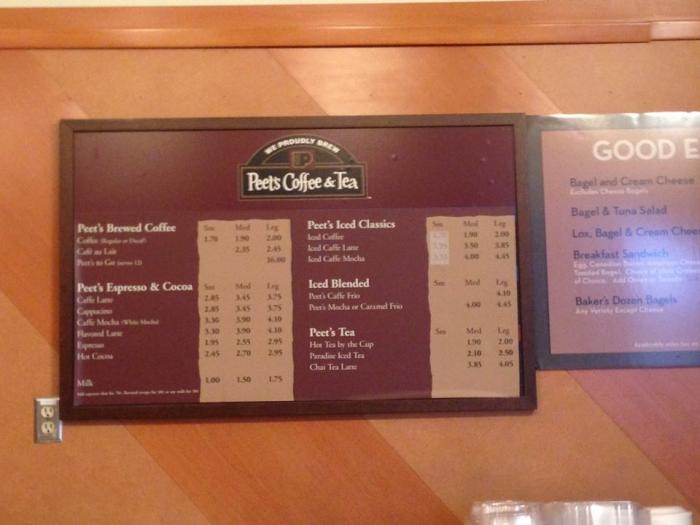 WE PROUDLY BREW
Peet's Coffee & Tea
Peet's Brewed Coffee Sm Med Lrg
Coffee (Regular or Decaf) 1.70 1.90 2.00
Café au Lait 2.35 2.45
Peet's to Go (serves 12) 16.00
Peet's Espresso & Cocoa Sm Med Lrg
Caffe Latte 2.85 3.45 3.75
Cappucino 2.85 3.45 3.75
Caffe Mocha (White Mocha) 3.30 3.90 4.10
Flavored Latte 3.30 3.90 4.10
Espresso 1.95 2.55 2.95
Hot Cocoa 2.45 2.70 2.95
Milk 1.00 1.50 1.75
Peet's Iced Classics Sm Med Lrg
Iced Coffee 1.90 2.00
Iced Caffe Latte 3.50 3.85
Iced Caffe Mocha 4.00 4.45
Iced Blended Sm Med Lrg
Peet's Caffe Frio 4.10
Peet's Mocha or Caramel Frio 4.00 4.45
Peet's Tea Sm Med Lrg
Hot Tea by the Cup 1.90 2.00
Paradise Iced Tea 2.10 2.50
Chai Tea Latte 3.85 4.05
GOOD E
Bagel and Cream Cheese
Excludes Cheese Bagels
Bagel & Tuna Salad
Lox, Bagel & Cream Chee
Breakfast Sandwich
Baker's Dozen Bagels
Any Variety Except Cheese